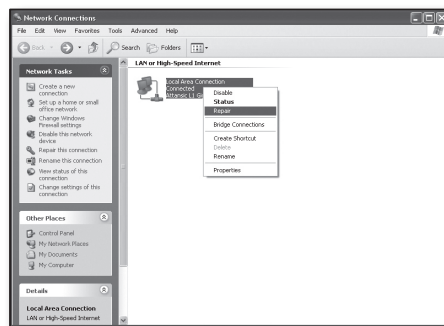 Network Connections
File Edit View Favorites Tools Advanced Help
Back Search Folders
Network Tasks
Create a new
connection
Set up a home or small
office network
Change Windows
Firewall settings
Disable this network
device
Repair this connection
Rename this connection
View status of this
connection
Change settings of this
connection
Other Places
Control Panel
My Network Places
My Documents
My Computer
Details
Local Area Connection
LAN or High-Speed Internet
LAN or High-Speed Internet
Local Area Connection
Connected
Attansic L1 Gi
Disable
Status
Repair
Bridge Connections
Create Shortcut
Delete
Rename
Properties